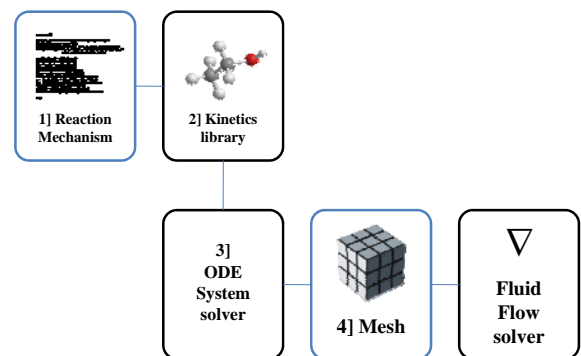 1] Reaction
Mechanism
2] Kinetics
library
3]
ODE
System
solver
4] Mesh
∇
Fluid
Flow
solver